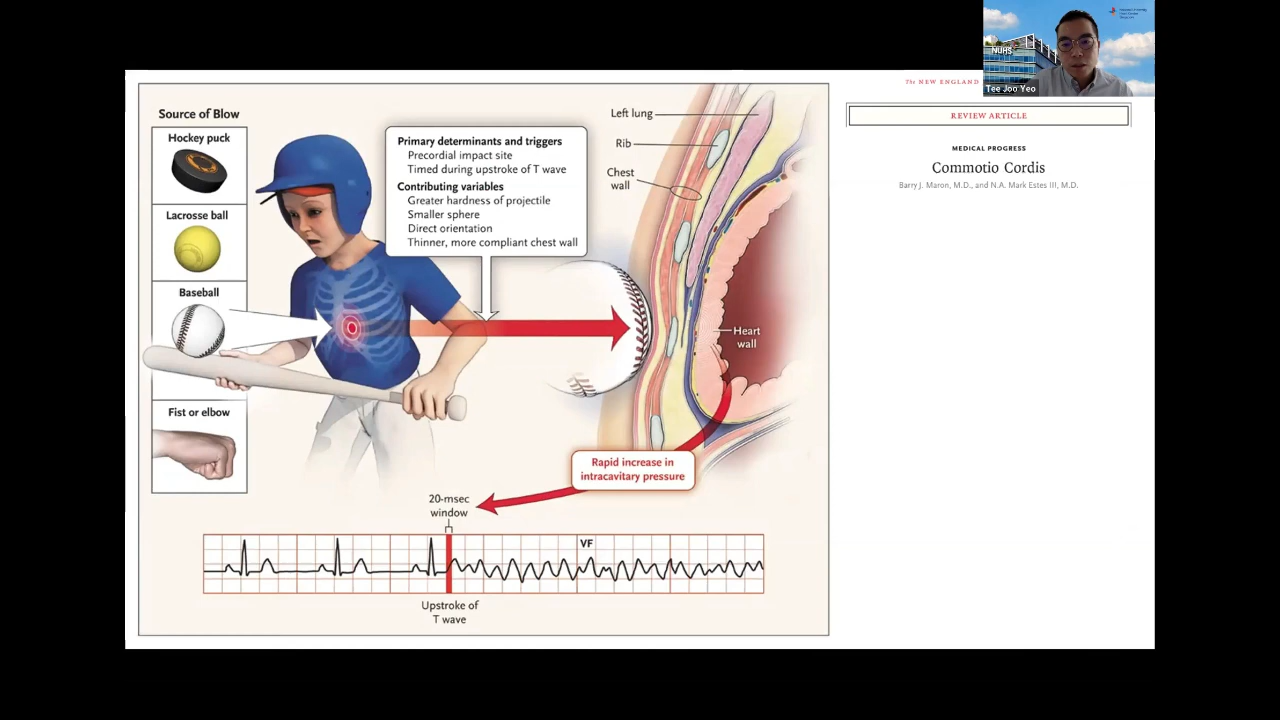 Source of Blow
Hockey puck
Lacrosse ball
Baseball
Fist or elbow
Primary determinants and triggers
Precordial impact site
Timed during upstroke of T wave
Contributing variables
Greater hardness of projectile
Smaller sphere
Direct orientation
Thinner, more compliant chest wall
Left lung
Rib
Chest
wall
Heart
wall
Rapid increase in
intracavitary pressure
20-msec
window
VF
Upstroke of
T wave
NUHS
Tee Joo Yeo
The NEW ENGLAND
REVIEW ARTICLE
MEDICAL PROGRESS
Commotio Cordis
Barry J. Maron, M.D., and N.A. Mark Estes III, M.D.